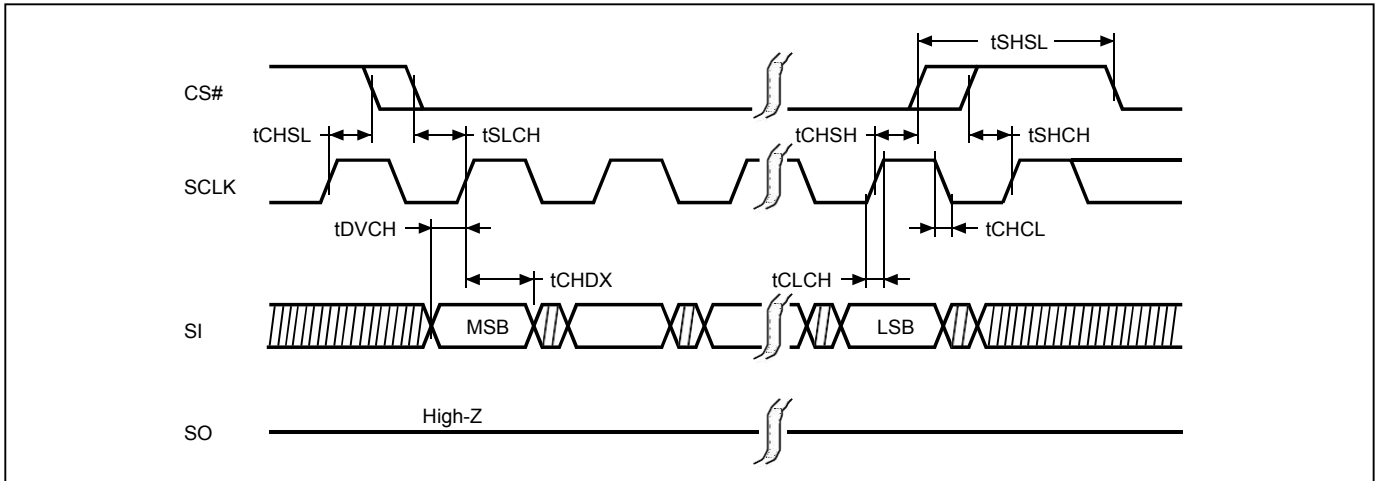 tSHSL
CS#
tCHSL
tSLCH
tCHSH
tSHCH
SCLK
tDVCH
tCHCL
tCHDX
tCLCH
SI
MSB
LSB
High-Z
SO